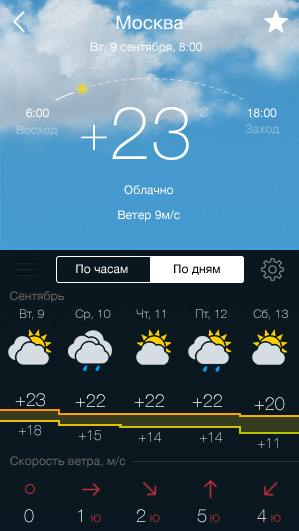 Москва
Вт, 9 сентября, 8:00
6:00
Восход
18:00
Заход
+23°C
Облачно
Ветер 9м/с
По часам
По дням
Сентябрь
Вт, 9
Ср, 10
Чт, 11
Пт, 12
Сб, 13
+23
+22
+22
+22
+20
+18
+15
+14
+14
+11
Скорость ветра, м/с
0
1 ю
2 ю
5 ю
4 ю